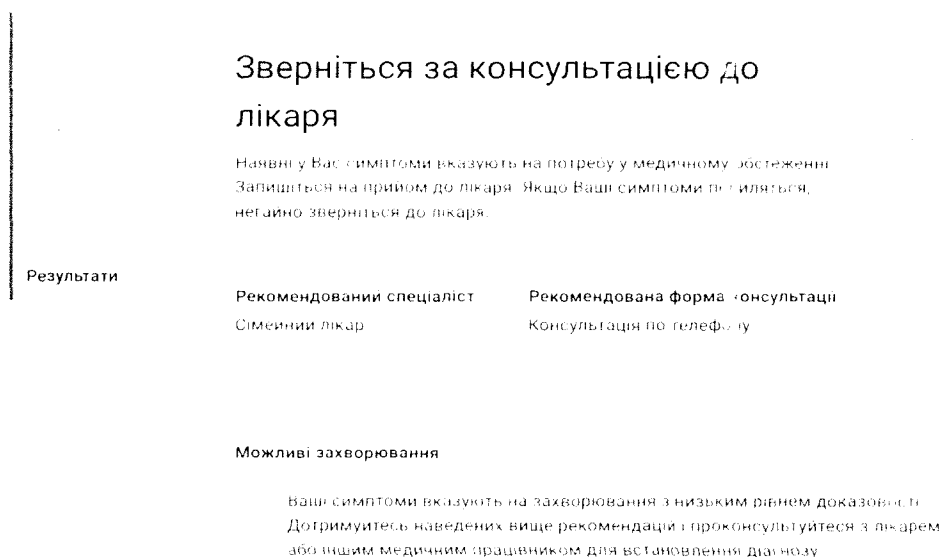 Зверніться за консультацією до
лікаря
Наявні у Вас симптоми вказують на потребу у медичному обстеженні
Запишіться на прийом до лікаря. Якщо Ваші симптоми посиляться,
негайно зверніться до лікаря.
Результати
Рекомендований спеціаліст
Рекомендована форма консультації
Сімейний лікар
Консультація по телефону
Можливі захворювання
Ваші симптоми вказують на захворювання з низьким рівнем доказовості
Дотримуйтесь наведених вище рекомендацій і проконсультуйтеся з лікарем
або іншим медичним працівником для встановлення діагнозу